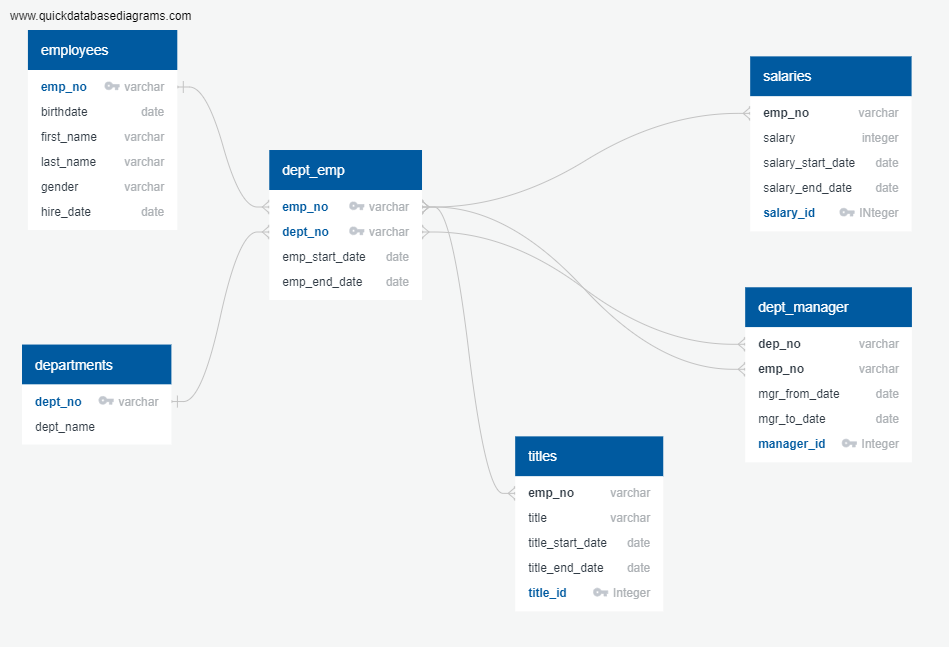 www.quickdatabasediagrams.com
employees
emp_no varchar
birthdate date
first_name varchar
last_name varchar
gender varchar
hire_date date
dept_emp
emp_no varchar
dept_no varchar
emp_start_date date
emp_end_date date
departments
dept_no varchar
dept_name
salaries
emp_no varchar
salary integer
salary_start_date date
salary_end_date date
salary_id INteger
dept_manager
dep_no varchar
emp_no varchar
mgr_from_date date
mgr_to_date date
manager_id Integer
titles
emp_no varchar
title varchar
title_start_date date
title_end_date date
title_id Integer